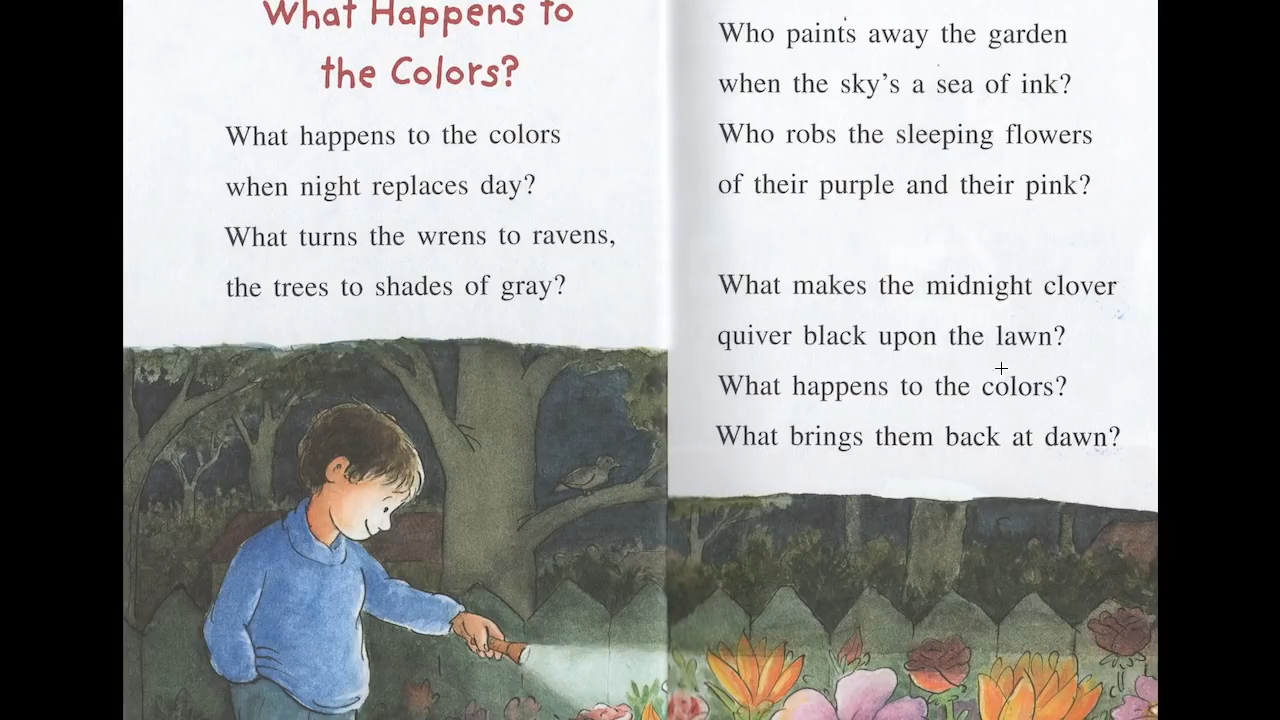 What Happens to
the Colors?
What happens to the colors
when night replaces day?
What turns the wrens to ravens,
the trees to shades of gray?
Who paints away the garden
when the sky's a sea of ink?
Who robs the sleeping flowers
of their purple and their pink?
What makes the midnight clover
quiver black upon the lawn?
What happens to the colors?
What brings them back at dawn?